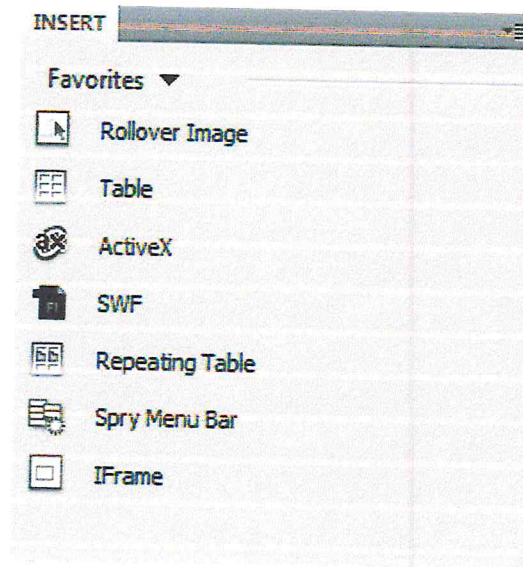 INSERT
Favorites
Rollover Image
Table
ActiveX
SWF
Repeating Table
Spry Menu Bar
IFrame